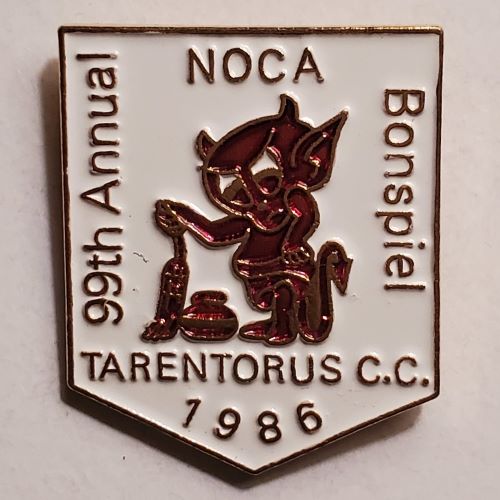 NOCA
99th Annual
Bonspiel
TARENTORUS C.C.
1986